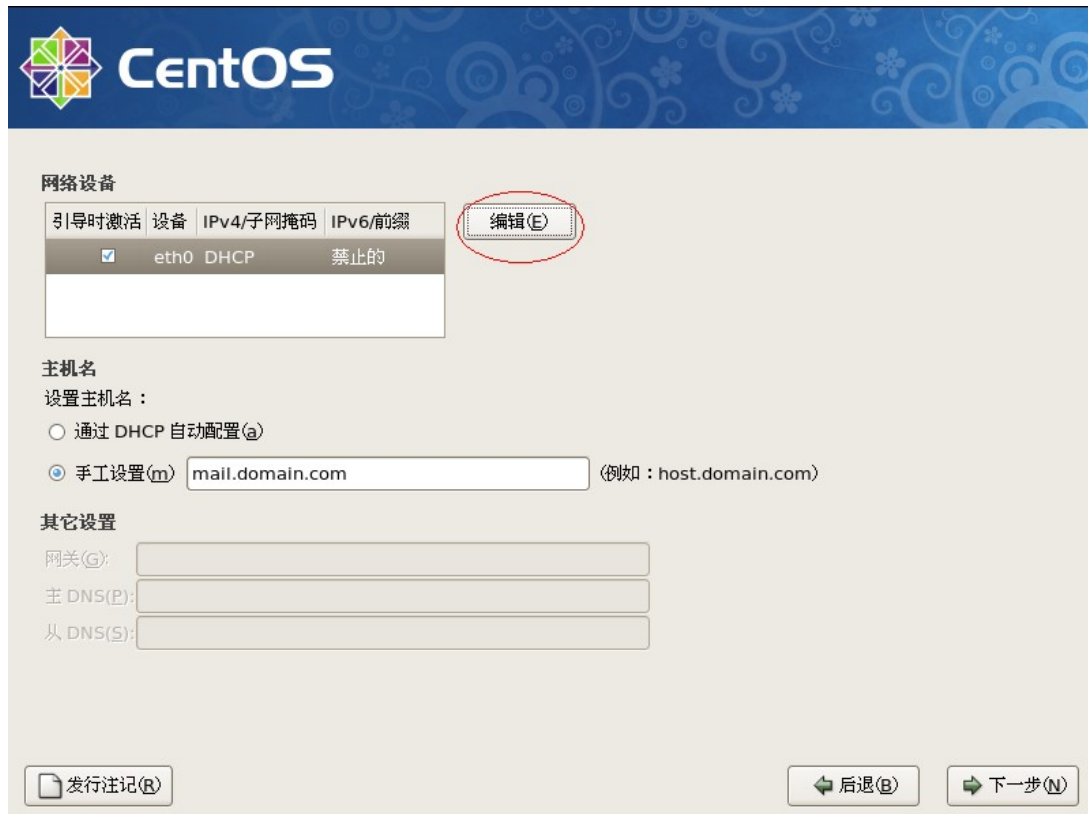 CentOS
网络设备
引导时激活 设备 IPv4/子网掩码 IPv6/前缀
编辑(E)
eth0 DHCP 禁止的
主机名
设置主机名：
通过 DHCP 自动配置(a)
手工设置(m) mail.domain.com (例如：host.domain.com)
其它设置
网关(G):
主 DNS(P):
从 DNS(S):
发行注记(R) 后退(B) 下一步(N)